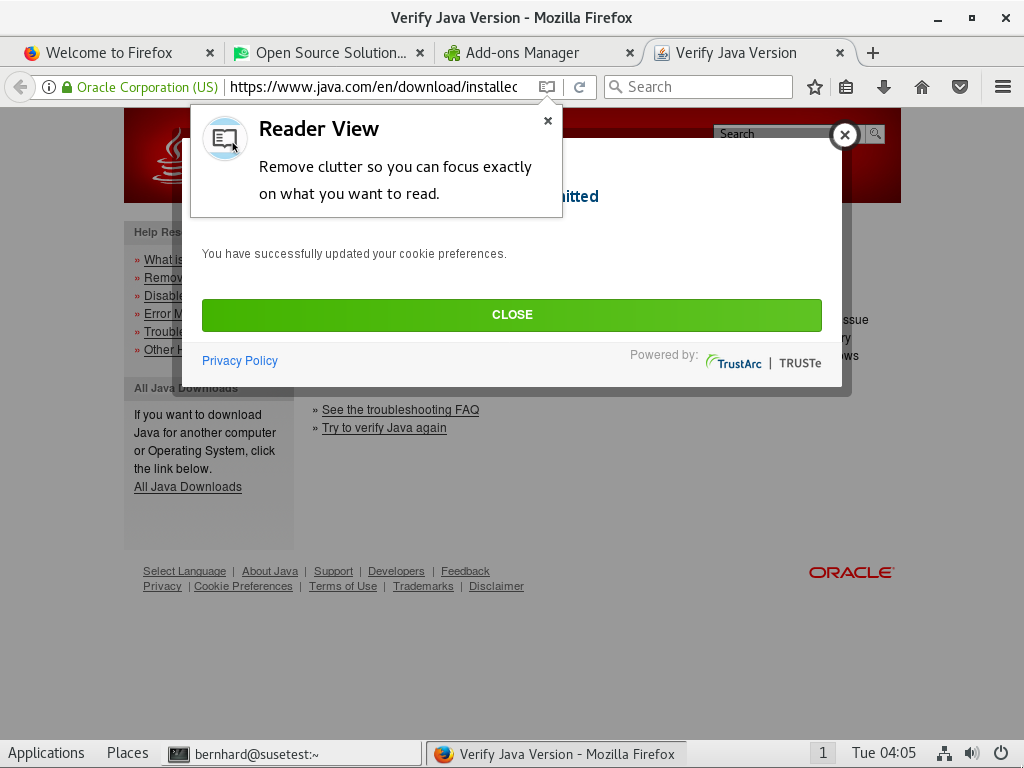 Verify Java Version - Mozilla Firefox
Welcome to Firefox
Open Source Solution...
Add-ons Manager
Verify Java Version
Oracle Corporation (US)
https://www.java.com/en/download/installec
Search
Reader View
Remove clutter so you can focus exactly
on what you want to read.
Search
itted
You have successfully updated your cookie preferences.
CLOSE
Privacy Policy
Powered by:
TrustArc | TRUSTe
Help Res
» What is
» Remov
» Disable
» Error M
» Trouble
» Other H
ssue
ry
ows
All Java Downloads
If you want to download
Java for another computer
or Operating System, click
the link below.
All Java Downloads
» See the troubleshooting FAQ
» Try to verify Java again
Select Language | About Java | Support | Developers | Feedback
Privacy | Cookie Preferences | Terms of Use | Trademarks | Disclaimer
ORACLE
Applications
Places
bernhard@susetest:~
Verify Java Version - Mozilla Firefox
1
Tue 04:05